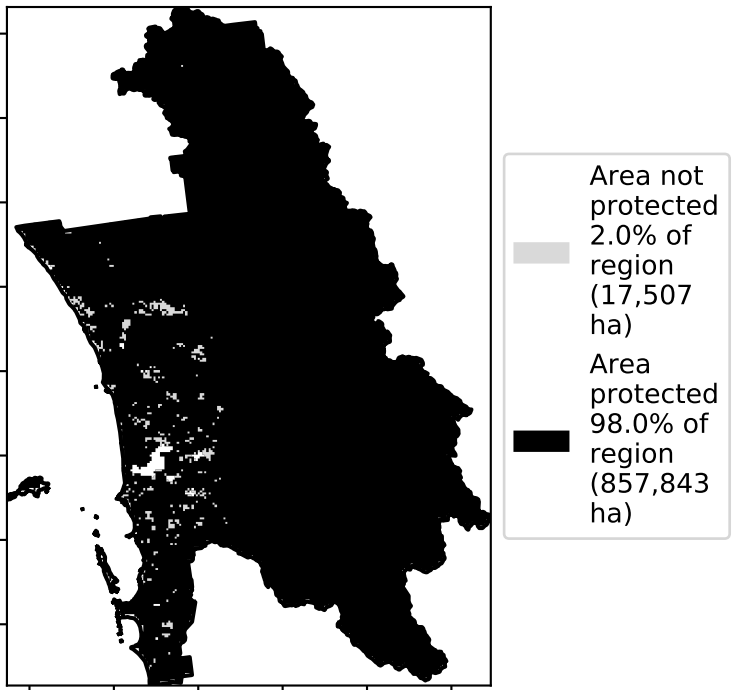 Area not
protected
2.0% of
region
(17,507
ha)
Area
protected
98.0% of
region
(857,843
ha)